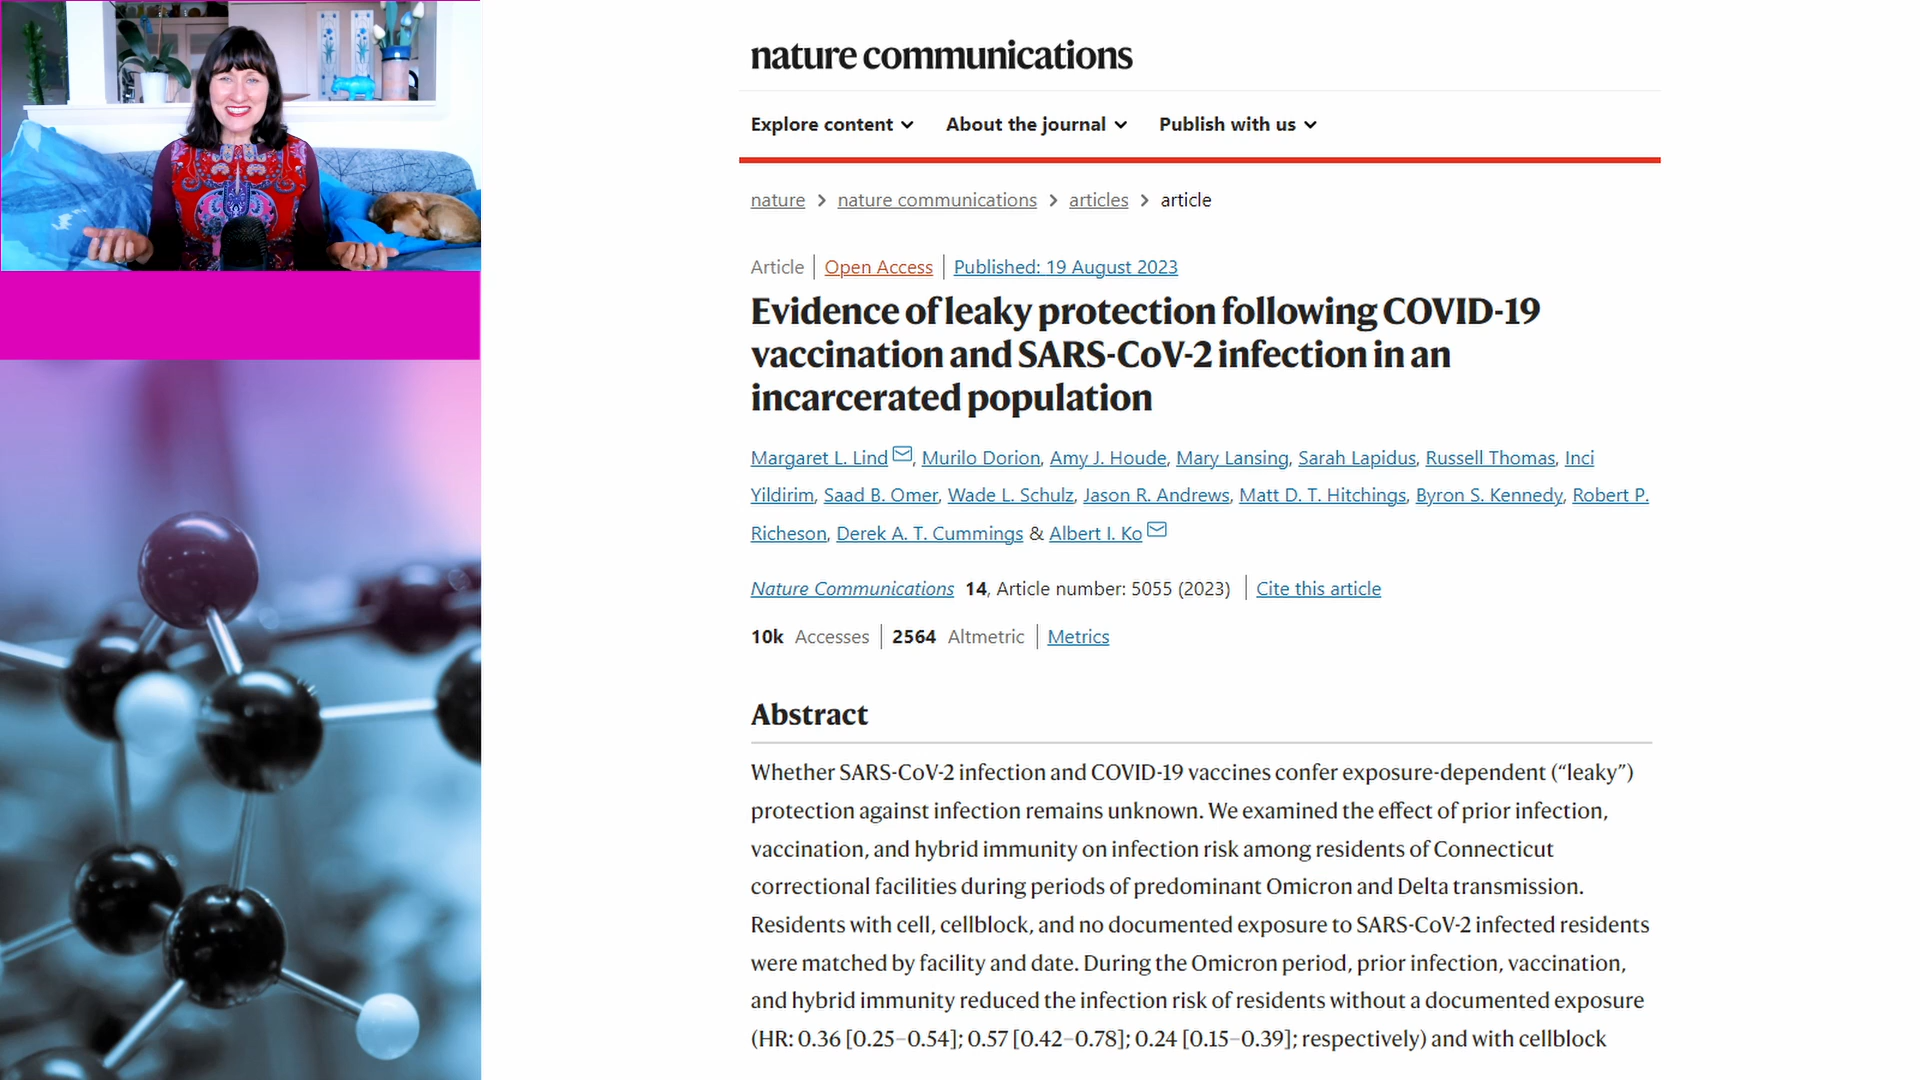 nature communications
Explore content
About the journal
Publish with us
nature > nature communications > articles > article
Article | Open Access | Published: 19 August 2023
Evidence of leaky protection following COVID-19
vaccination and SARS-CoV-2 infection in an
incarcerated population
Margaret L. Lind, Murilo Dorion, Amy J. Houde, Mary Lansing, Sarah Lapidus, Russell Thomas, Inci
Yildirim, Saad B. Omer, Wade L. Schulz, Jason R. Andrews, Matt D. T. Hitchings, Byron S. Kennedy, Robert P.
Richeson, Derek A. T. Cummings & Albert I. Ko
Nature Communications 14, Article number: 5055 (2023) | Cite this article
10k Accesses | 2564 Altmetric | Metrics
Abstract
Whether SARS-CoV-2 infection and COVID-19 vaccines confer exposure-dependent (“leaky”)
protection against infection remains unknown. We examined the effect of prior infection,
vaccination, and hybrid immunity on infection risk among residents of Connecticut
correctional facilities during periods of predominant Omicron and Delta transmission.
Residents with cell, cellblock, and no documented exposure to SARS-CoV-2 infected residents
were matched by facility and date. During the Omicron period, prior infection, vaccination,
and hybrid immunity reduced the infection risk of residents without a documented exposure
(HR: 0.36 [0.25–0.54]; 0.57 [0.42–0.78]; 0.24 [0.15–0.39]; respectively) and with cellblock